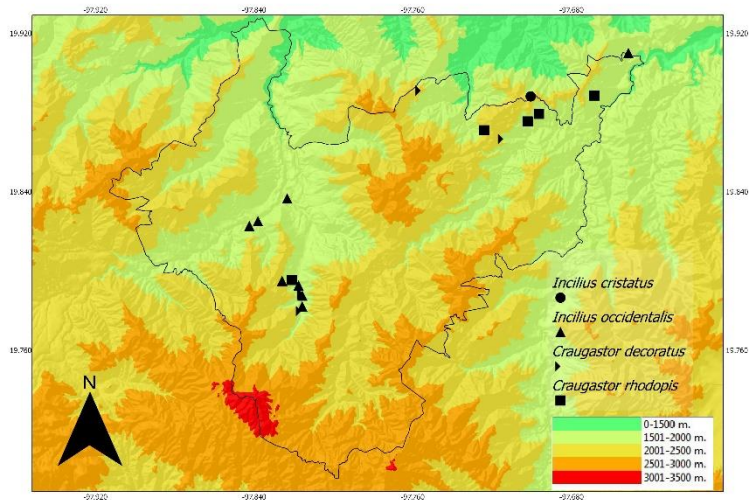 -97.920 -97.840 -97.760 -97.680
19.920 19.920
19.840 19.840
19.760 19.760
Incilius cristatus
Incilius occidentalis
Craugastor decoratus
Craugastor rhodopis
N
0-1500 m.
1501-2000 m.
2001-2500 m.
2501-3000 m.
3001-3500 m.
-97.920 -97.840 -97.760 -97.680